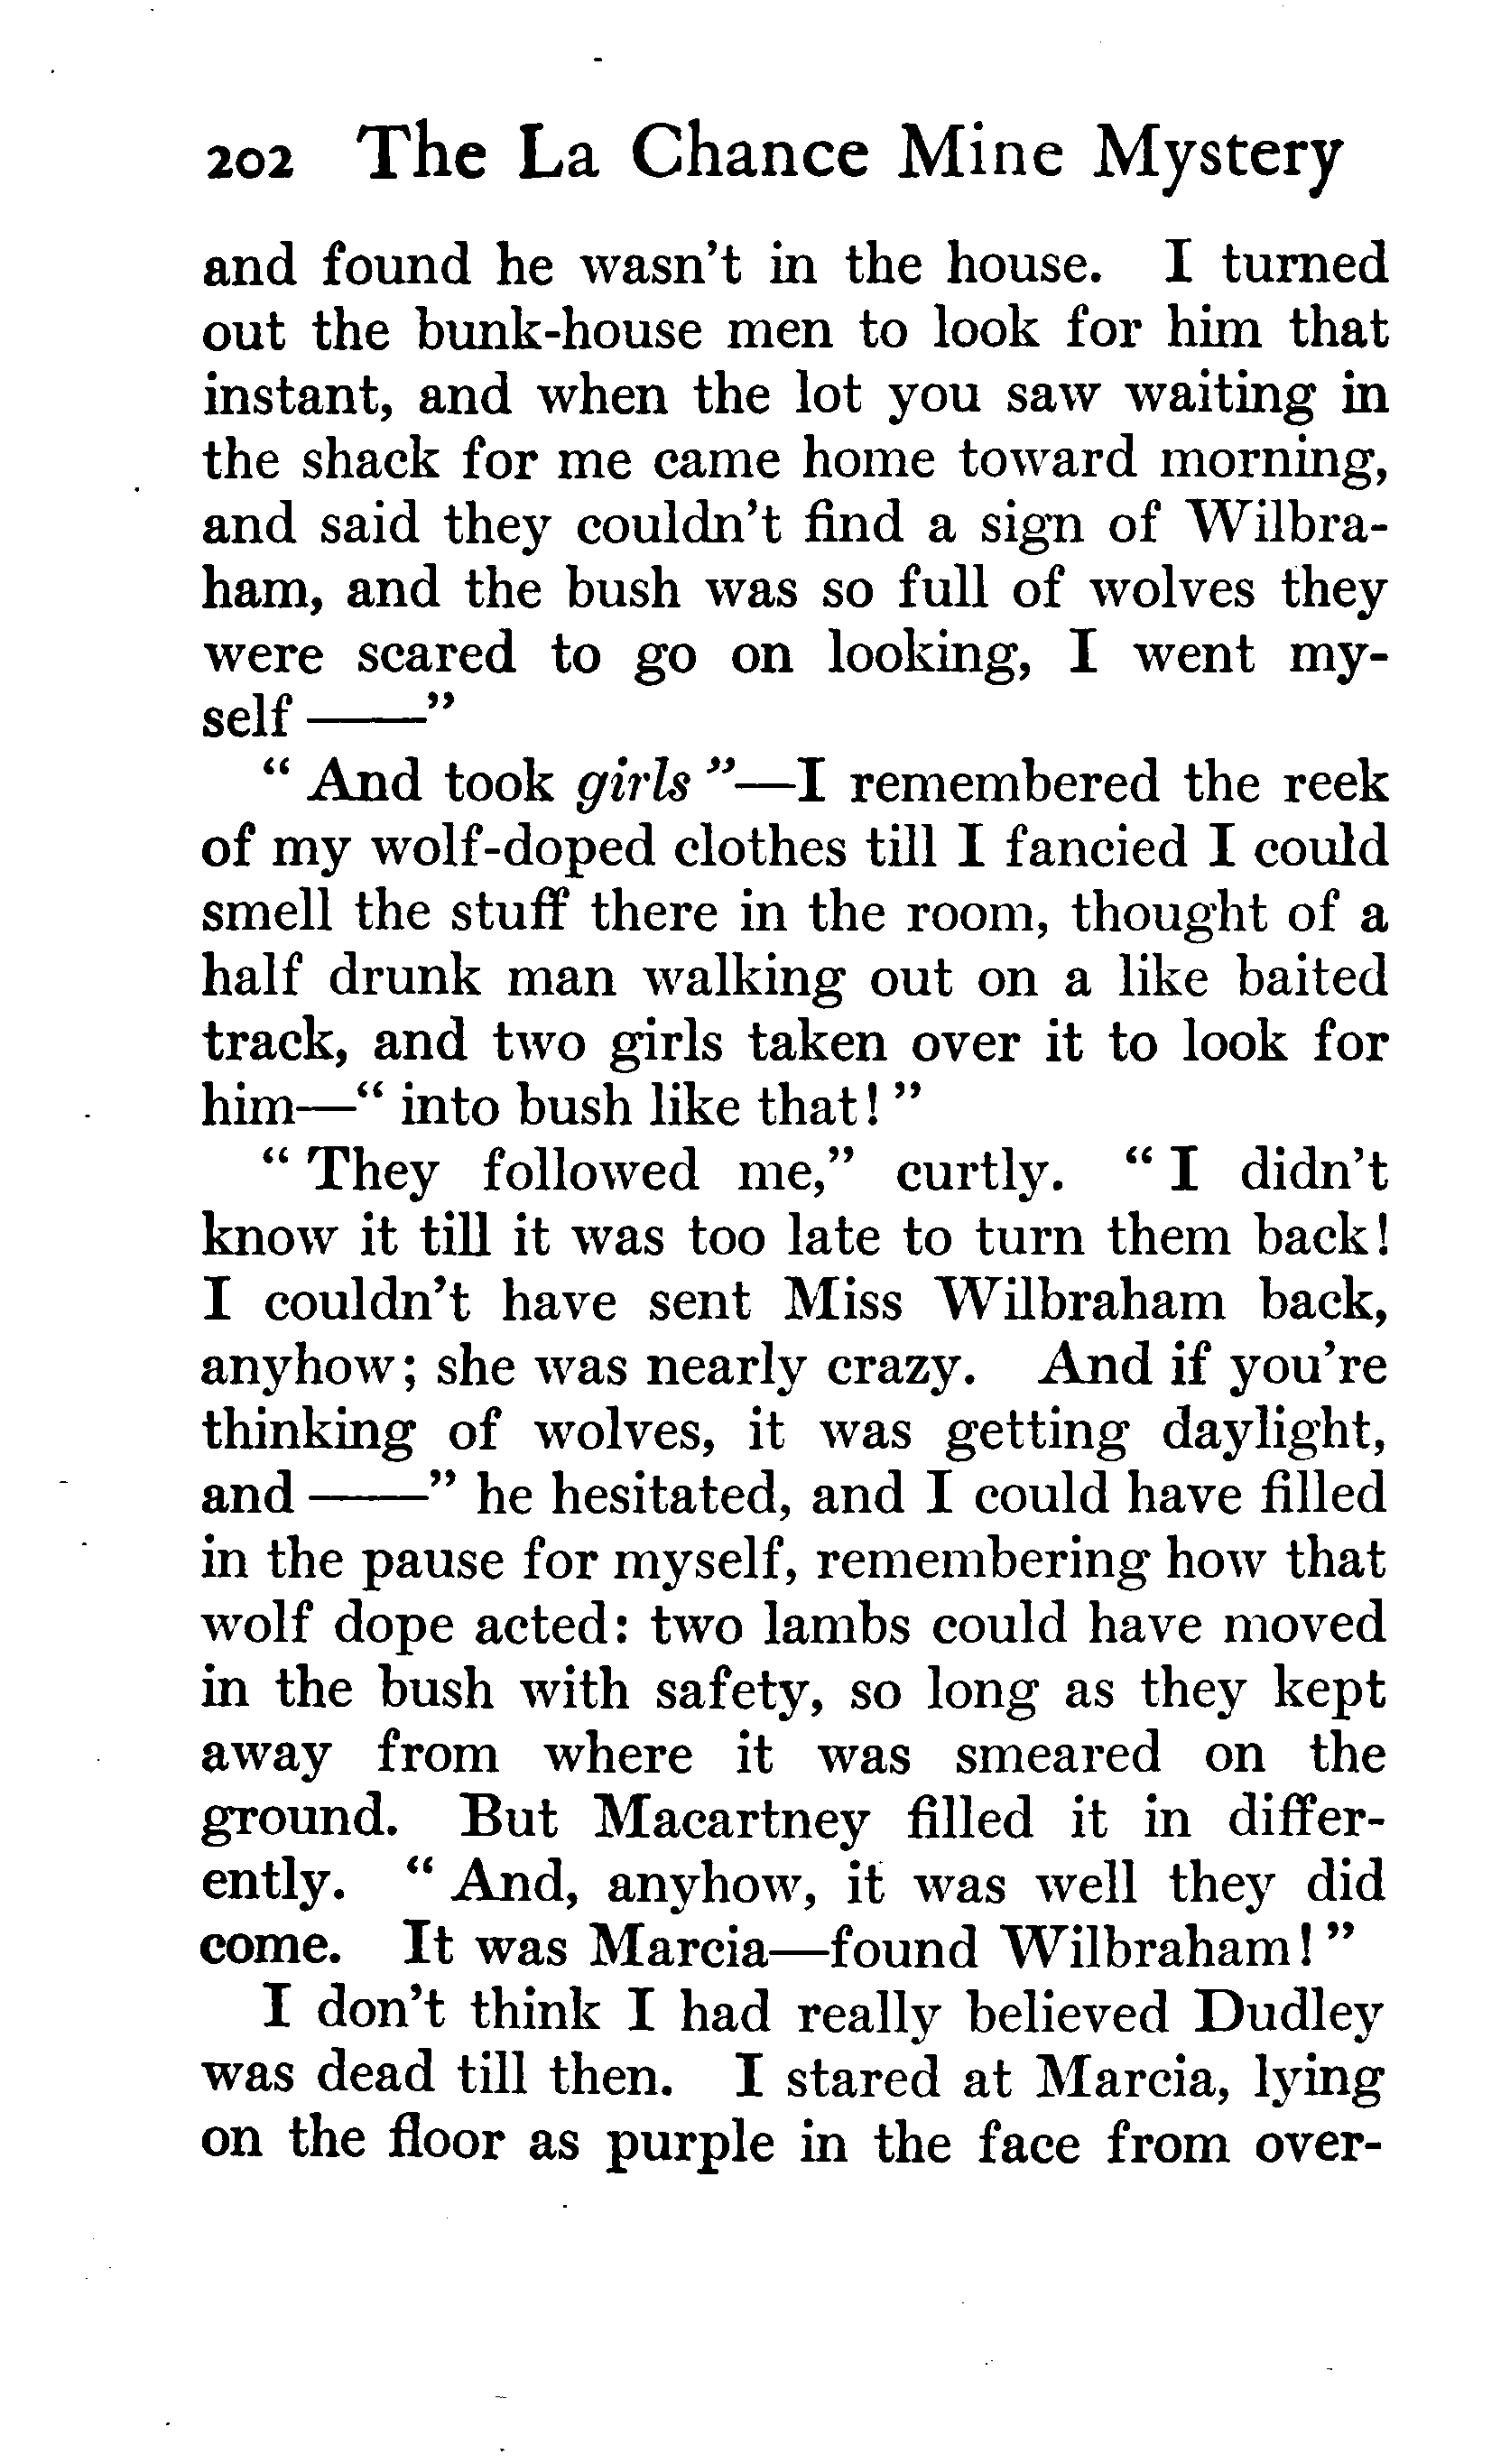 202 The La Chance Mine Mystery
and found he wasn't in the house. I turned
out the bunk-house men to look for him that
instant, and when the lot you saw waiting in
the shack for me came home toward morning,
and said they couldn't find a sign of Wilbra-
ham, and the bush was so full of wolves they
were scared to go on looking, I went my-
self ——"
" And took girls "—I remembered the reek
of my wolf-doped clothes till I fancied I could
smell the stuff there in the room, thought of a
half drunk man walking out on a like baited
track, and two girls taken over it to look for
him—" into bush like that! "
" They followed me," curtly. " I didn't
know it till it was too late to turn them back!
I couldn't have sent Miss Wilbraham back,
anyhow; she was nearly crazy. And if you're
thinking of wolves, it was getting daylight,
and ——" he hesitated, and I could have filled
in the pause for myself, remembering how that
wolf dope acted: two lambs could have moved
in the bush with safety, so long as they kept
away from where it was smeared on the
ground. But Macartney filled it in differ-
ently. " And, anyhow, it was well they did
come. It was Marcia—found Wilbraham! "
I don't think I had really believed Dudley
was dead till then. I stared at Marcia, lying
on the floor as purple in the face from over-